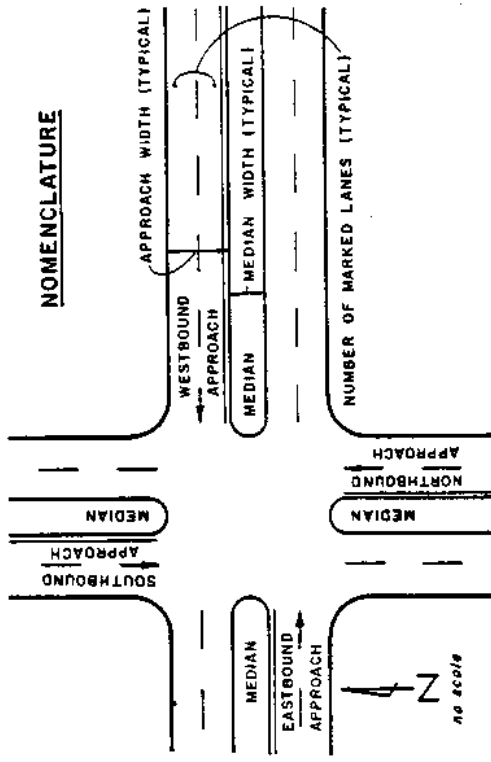 NOMENCLATURE
APPROACH WIDTH (TYPICAL)
MEDIAN WIDTH (TYPICAL)
NUMBER OF MARKED LANES (TYPICAL)
WESTBOUND
APPROACH
MEDIAN
SOUTHBOUND
APPROACH
MEDIAN
NORTHBOUND
APPROACH
MEDIAN
MEDIAN
EASTBOUND
APPROACH
N
no scale